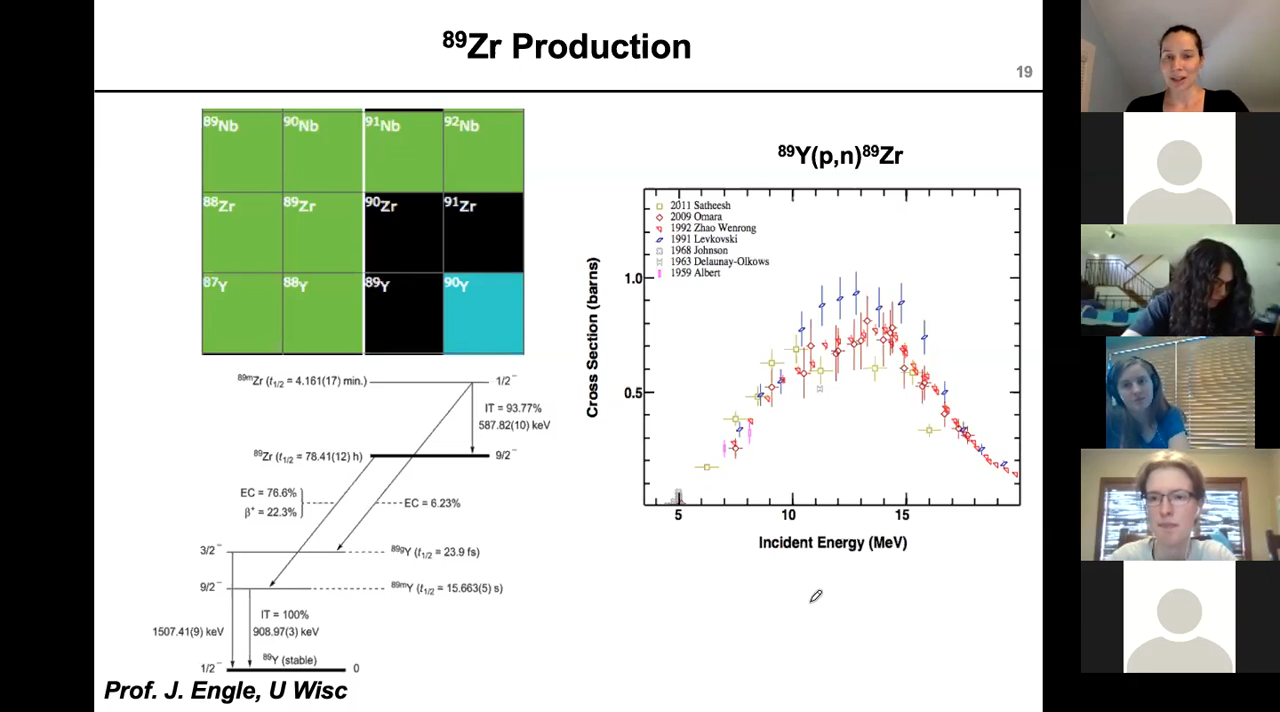 ⁸⁹Zr Production
19
⁸⁹Nb ⁹⁰Nb ⁹¹Nb ⁹²Nb
⁸⁸Zr ⁸⁹Zr ⁹⁰Zr ⁹¹Zr
⁸⁷Y ⁸⁸Y ⁸⁹Y ⁹⁰Y
⁸⁹ᵐZr (t₁/₂ = 4.161(17) min.) 1/2⁻
IT = 93.77%
587.82(10) keV
⁸⁹Zr (t₁/₂ = 78.41(12) h) 9/2⁻
EC = 76.6%
β⁺ = 22.3%
EC = 6.23%
3/2⁻ ⁸⁹ᵍY (t₁/₂ = 23.9 fs)
9/2⁻ ⁸⁹ᵐY (t₁/₂ = 15.663(5) s)
IT = 100%
1507.41(9) keV 908.97(3) keV
⁸⁹Y (stable)
1/2⁻ 0
Prof. J. Engle, U Wisc
⁸⁹Y(p,n)⁸⁹Zr
2011 Satheesh
2009 Omara
1992 Zhao Wenrong
1991 Levkovski
1968 Johnson
1963 Delaunay-Olkows
1959 Albert
Cross Section (barns)
1.0
0.5
5 10 15
Incident Energy (MeV)